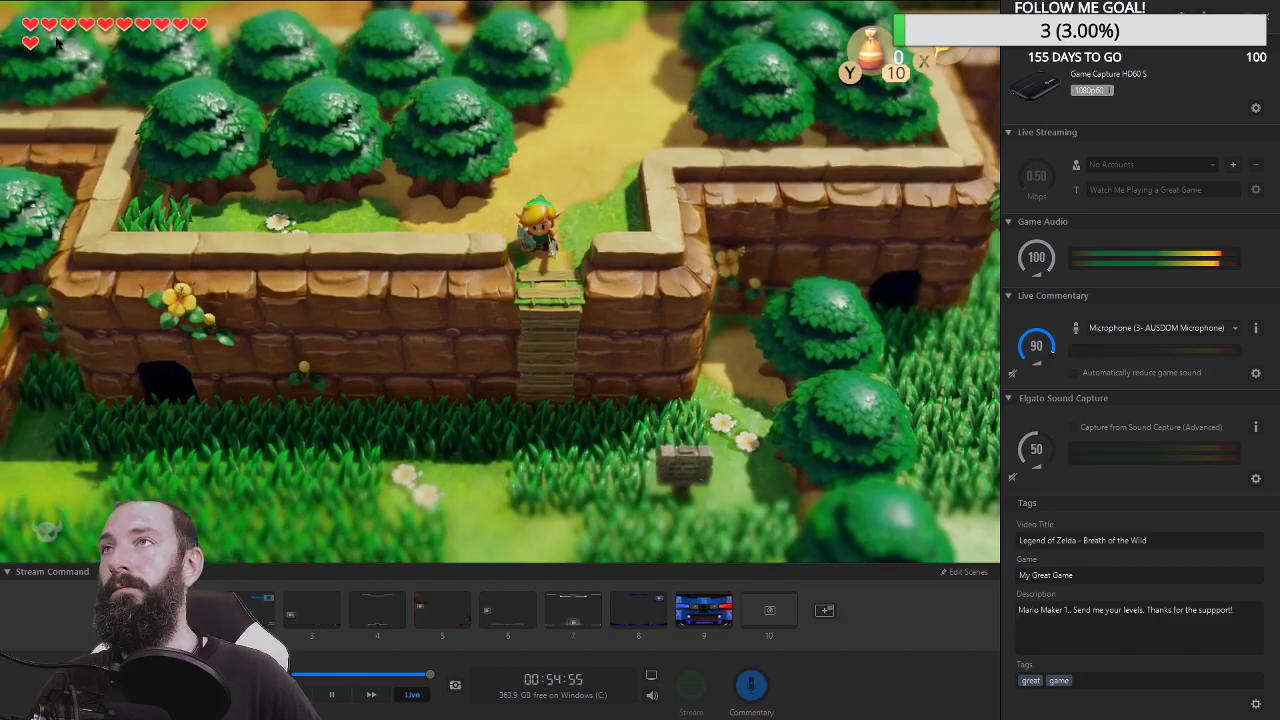 FOLLOW ME GOAL!
3 (3.00%)
155 DAYS TO GO
100
Game Capture HD60 S
1080p60
Y
0
10
X
Live Streaming
0.50
Mbps
No Accounts
T
Watch Me Playing a Great Game
Game Audio
100
Live Commentary
90
Microphone (3- AUSDOM Microphone)
Automatically reduce game sound
Elgato Sound Capture
50
Capture from Sound Capture (Advanced)
Tags
Video Title
Legend of Zelda - Breath of the Wild
Game
My Great Game
Description
Mario Maker 1.. Send me your goods. Thanks for the suppport!
Tags
great
game
Stream Command
Edit Scenes
3
4
5
6
7
8
9
10
00:54:55
363.9 GB free on Windows (C)
Live
Stream
Commentary